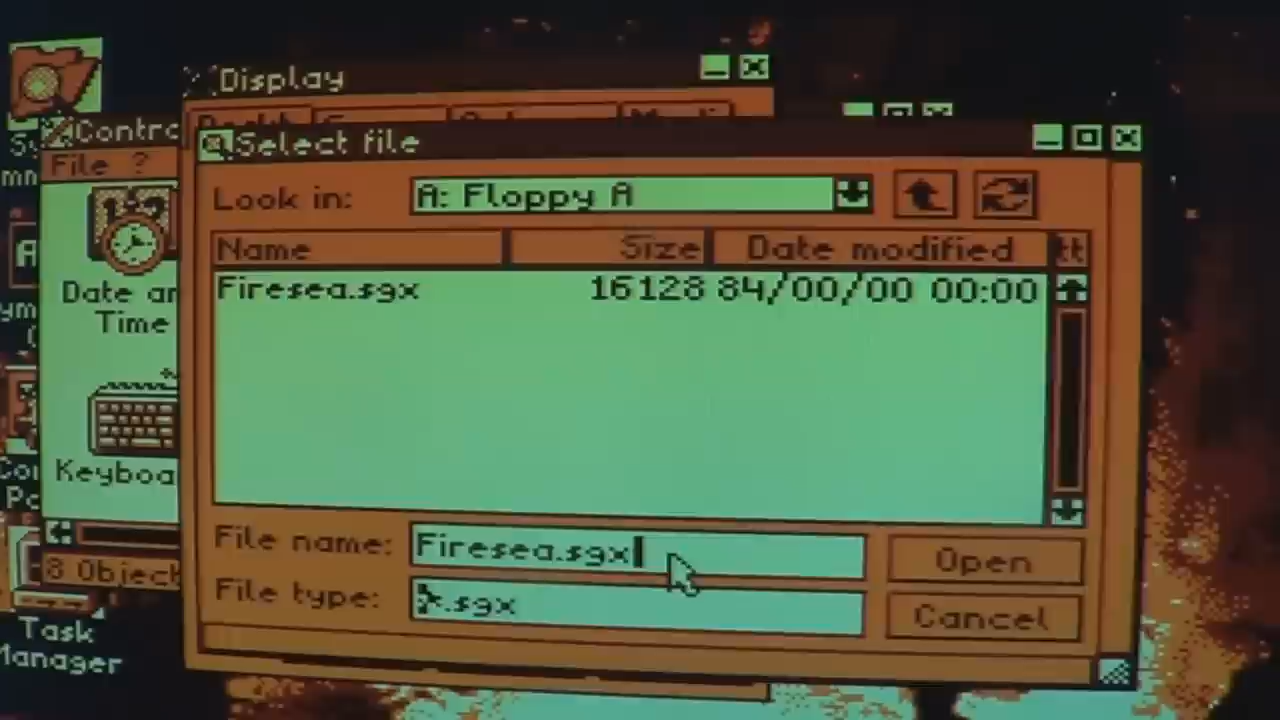 Display
Contro
File ?
Select file
Look in: A: Floppy A
Name Size Date modified tt
Firesea.sgx 16128 84/00/00 00:00
Date an
Time
Keyboa
File name: Firesea.sgx
Open
8 Object
File type: *.sgx
Cancel
Task
Manager